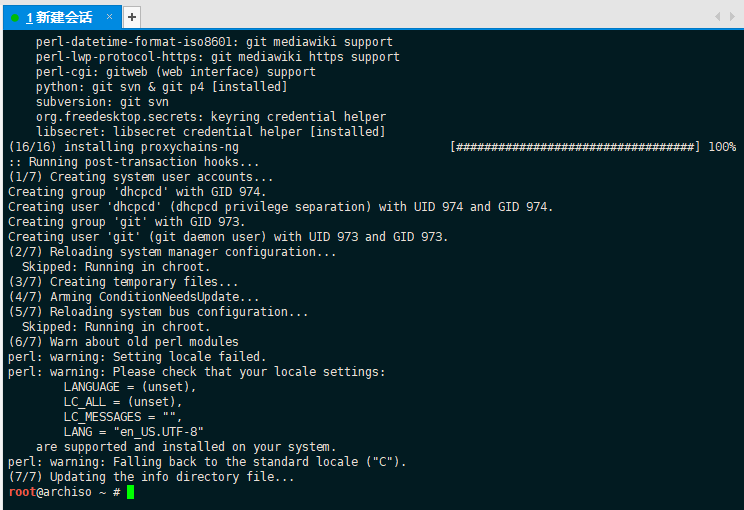 1 新建会话 × +
perl-datetime-format-iso8601: git mediawiki support
perl-lwp-protocol-https: git mediawiki https support
perl-cgi: gitweb (web interface) support
python: git svn & git p4 [installed]
subversion: git svn
org.freedesktop.secrets: keyring credential helper
libsecret: libsecret credential helper [installed]
(16/16) installing proxychains-ng [##################################] 100%
:: Running post-transaction hooks...
(1/7) Creating system user accounts...
Creating group 'dhcpcd' with GID 974.
Creating user 'dhcpcd' (dhcpcd privilege separation) with UID 974 and GID 974.
Creating group 'git' with GID 973.
Creating user 'git' (git daemon user) with UID 973 and GID 973.
(2/7) Reloading system manager configuration...
Skipped: Running in chroot.
(3/7) Creating temporary files...
(4/7) Arming ConditionNeedsUpdate...
(5/7) Reloading system bus configuration...
Skipped: Running in chroot.
(6/7) Warn about old perl modules
perl: warning: Setting locale failed.
perl: warning: Please check that your locale settings:
LANGUAGE = (unset),
LC_ALL = (unset),
LC_MESSAGES = "",
LANG = "en_US.UTF-8"
are supported and installed on your system.
perl: warning: Falling back to the standard locale ("C").
(7/7) Updating the info directory file...
root@archiso ~ #